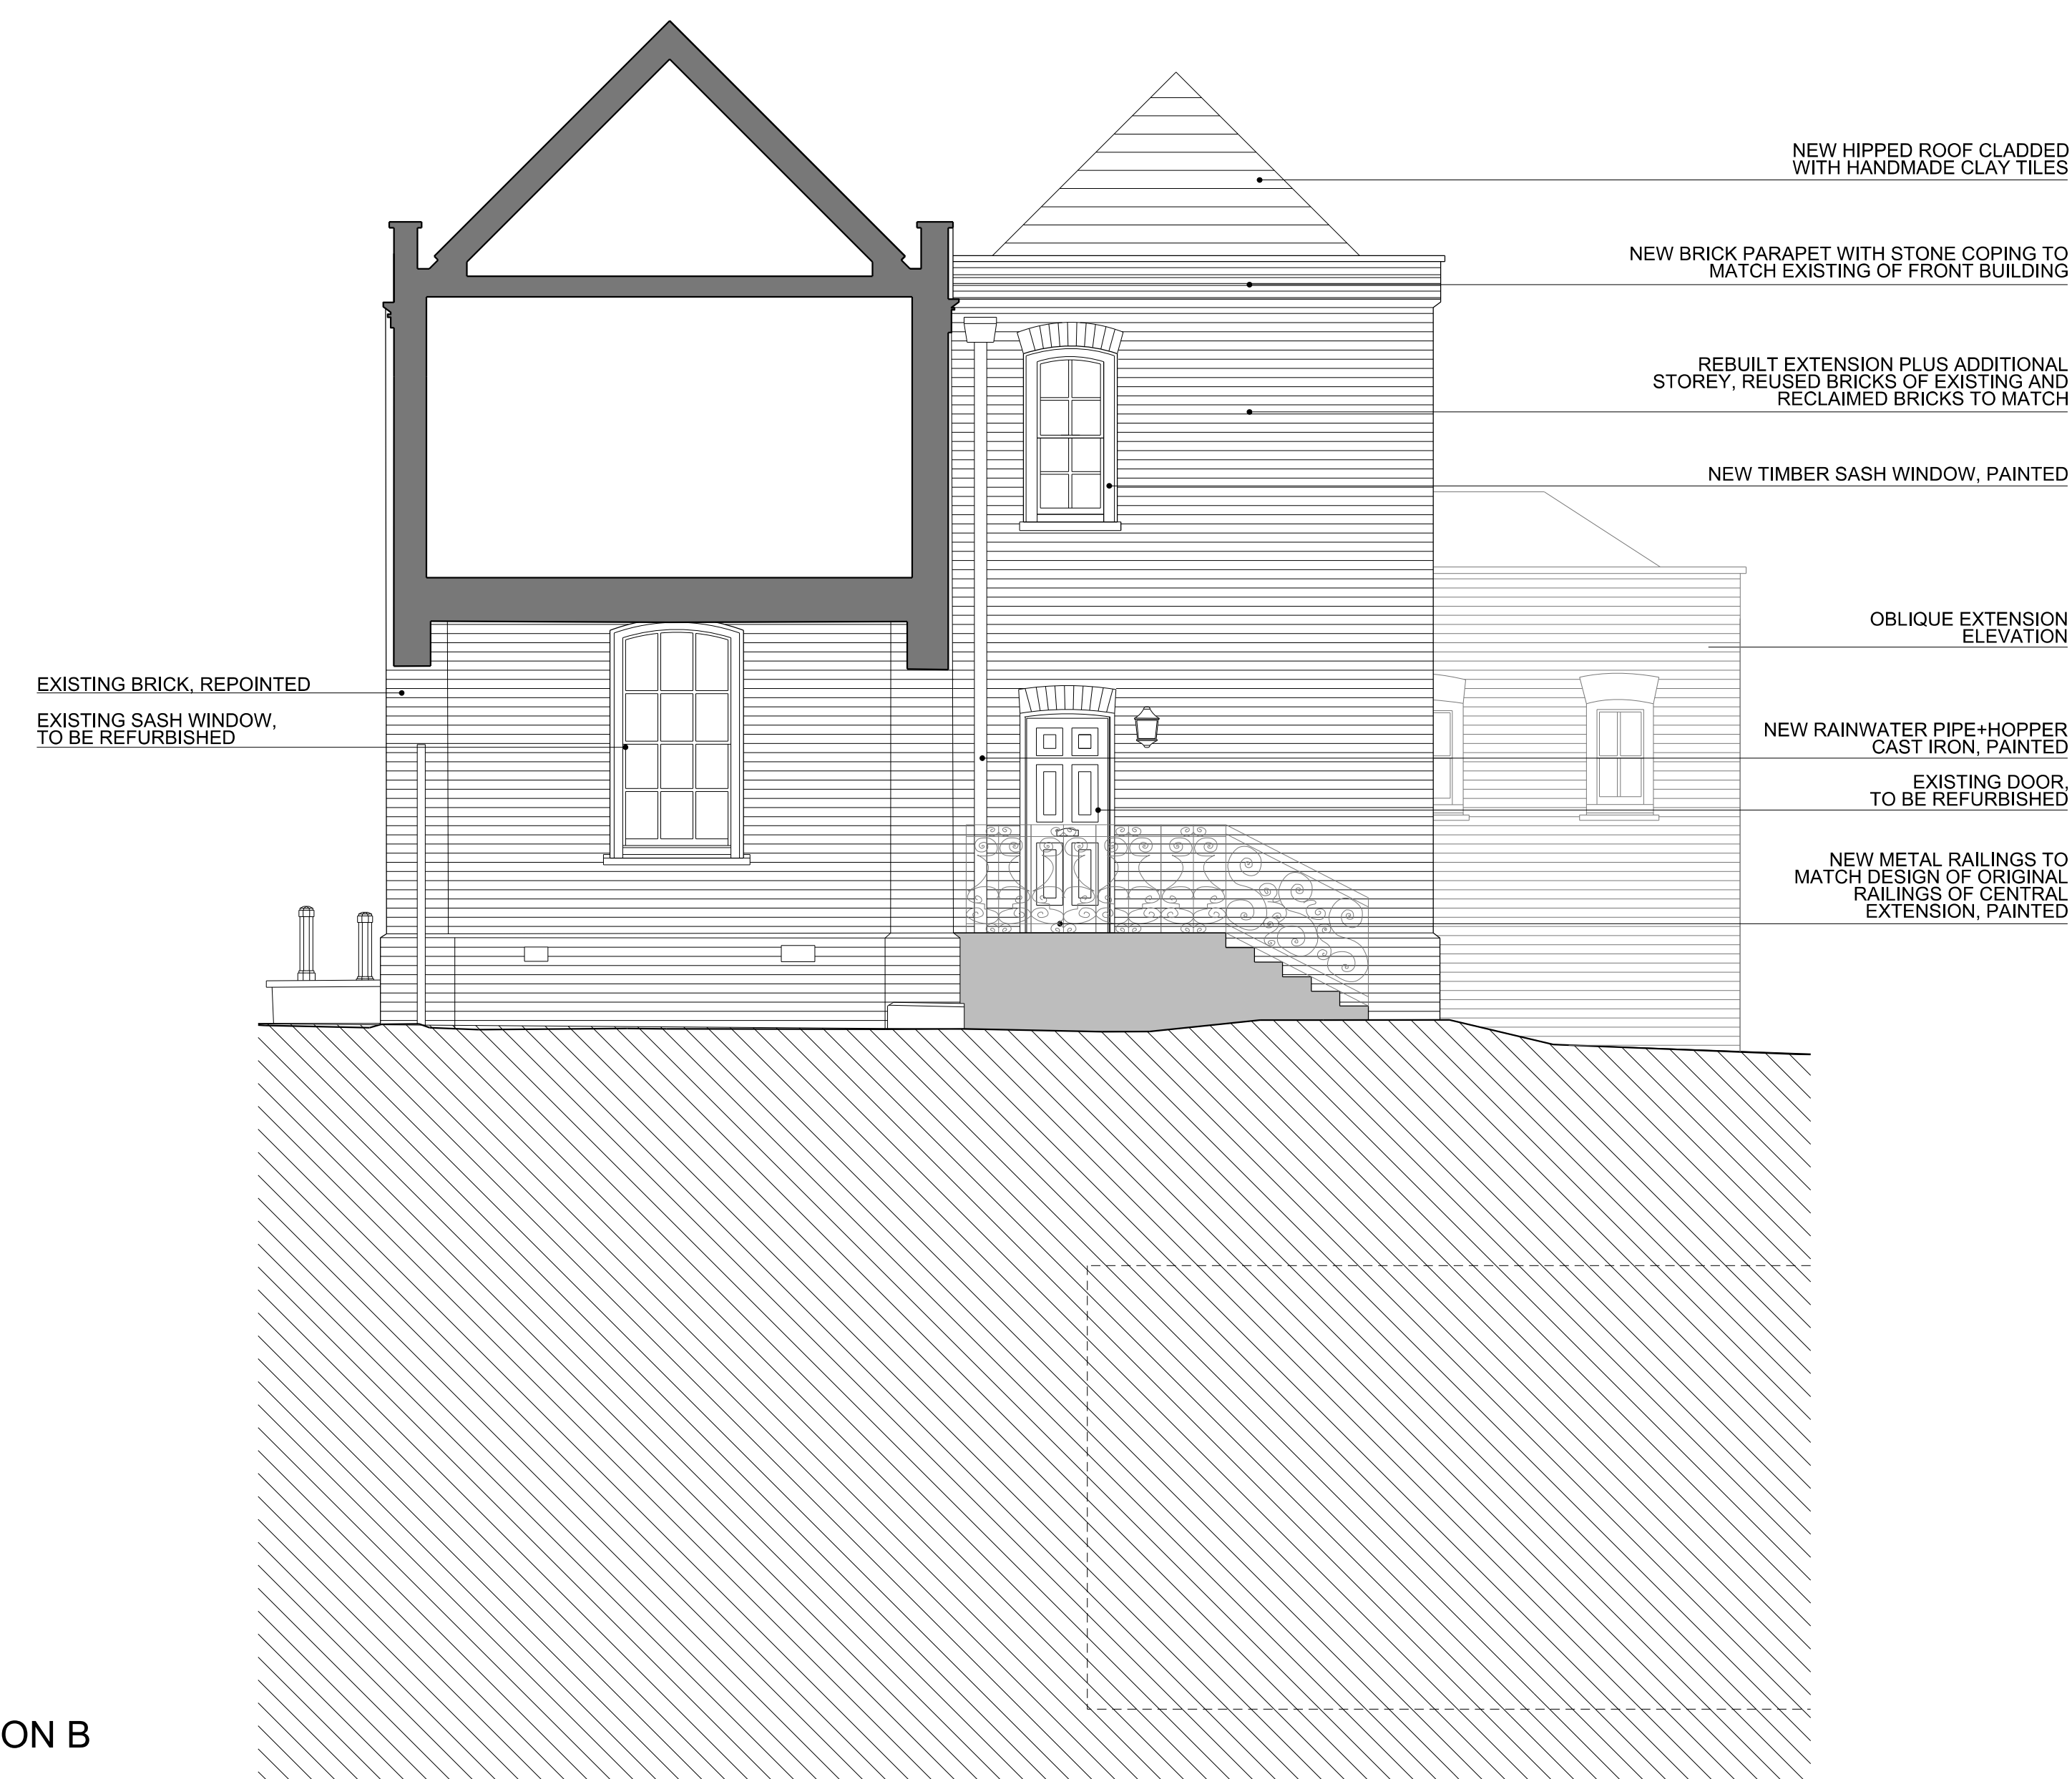 NEW HIPPED ROOF CLADDED
WITH HANDMADE CLAY TILES
NEW BRICK PARAPET WITH STONE COPING TO
MATCH EXISTING OF FRONT BUILDING
REBUILT EXTENSION PLUS ADDITIONAL
STOREY, REUSED BRICKS OF EXISTING AND
RECLAIMED BRICKS TO MATCH
NEW TIMBER SASH WINDOW, PAINTED
OBLIQUE EXTENSION
ELEVATION
EXISTING BRICK, REPOINTED
EXISTING SASH WINDOW,
TO BE REFURBISHED
NEW RAINWATER PIPE+HOPPER
CAST IRON, PAINTED
EXISTING DOOR,
TO BE REFURBISHED
NEW METAL RAILINGS TO
MATCH DESIGN OF ORIGINAL
RAILINGS OF CENTRAL
EXTENSION, PAINTED
ON B